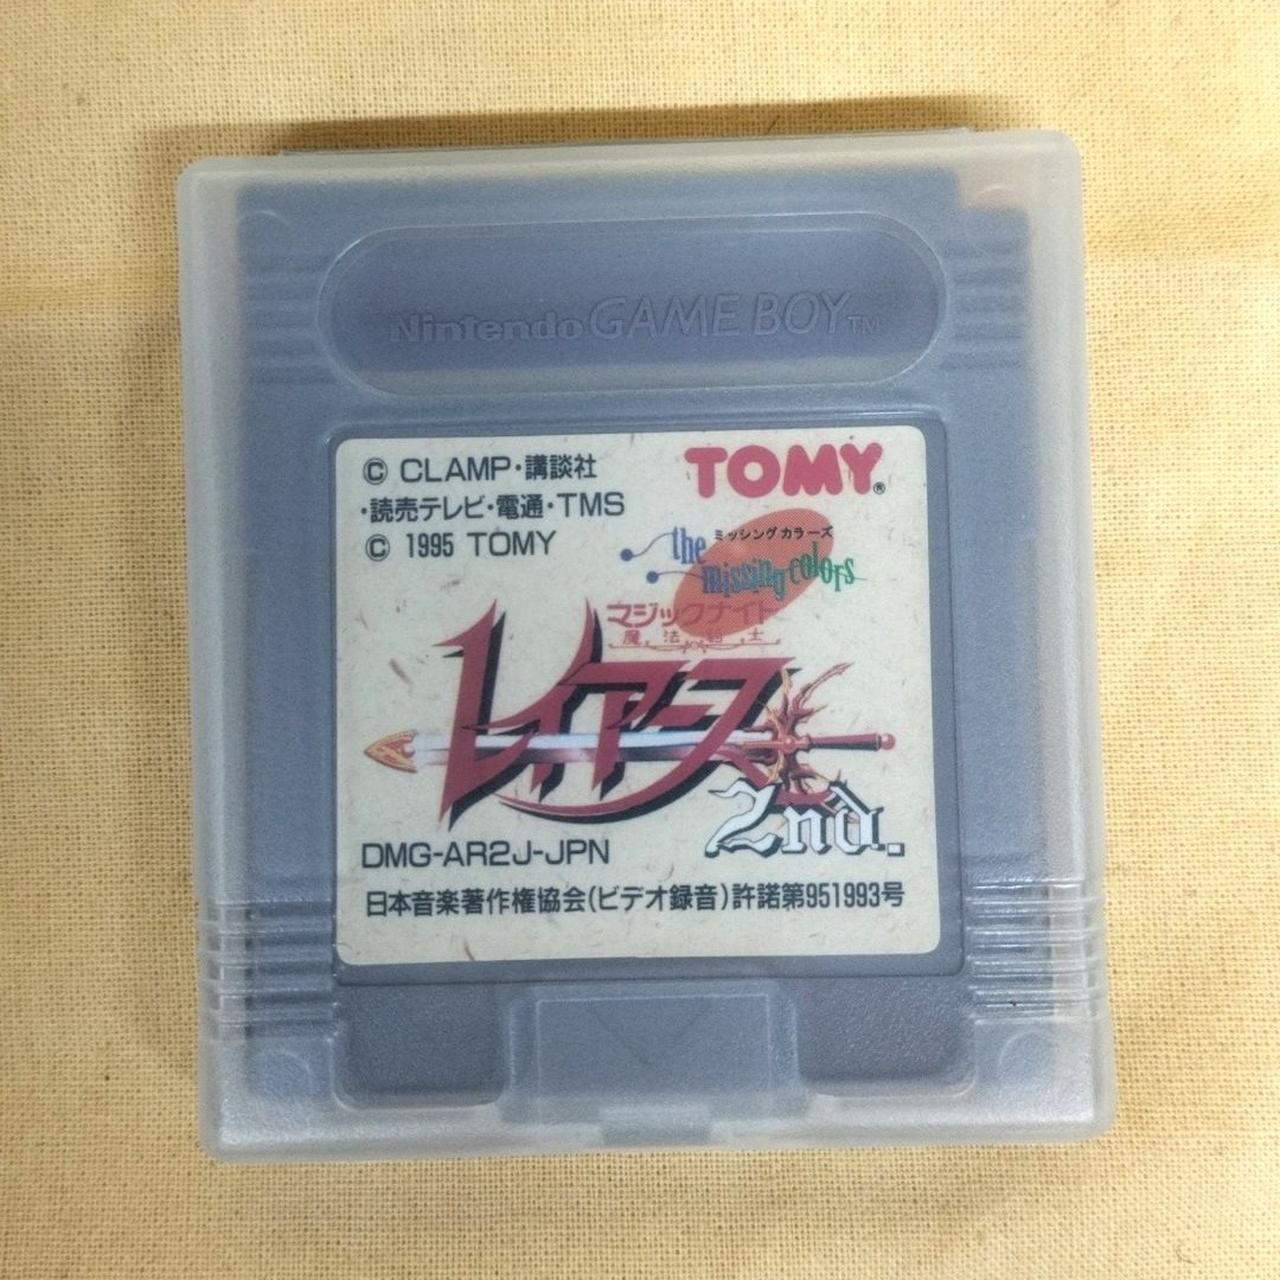 Nintendo GAME BOY TM
© CLAMP・講談社
・読売テレビ・電通・TMS
© 1995 TOMY
TOMY®
the ミッシングカラーズ
missing colors
マジックナイト
魔法騎士
レイアース
2nd.
DMG-AR2J-JPN
日本音楽著作権協会(ビデオ録音)許諾第951993号